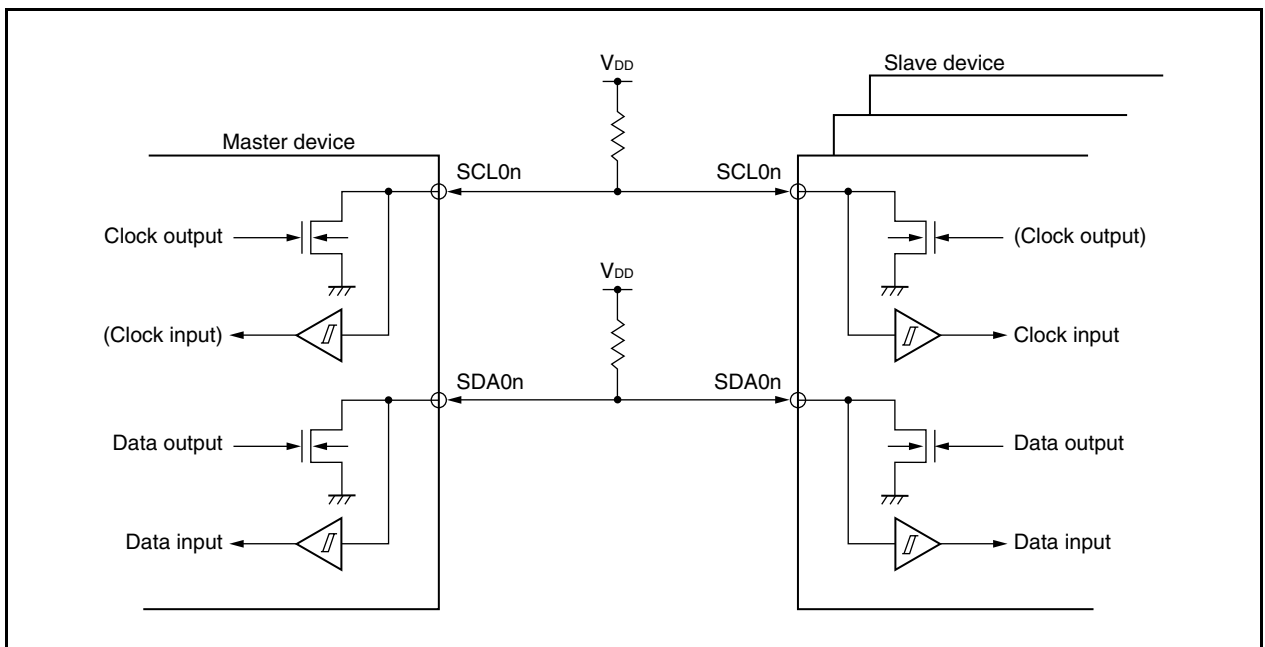 VDD
Slave device
Master device
SCL0n
SCL0n
Clock output
(Clock output)
(Clock input)
Clock input
VDD
SDA0n
SDA0n
Data output
Data output
Data input
Data input